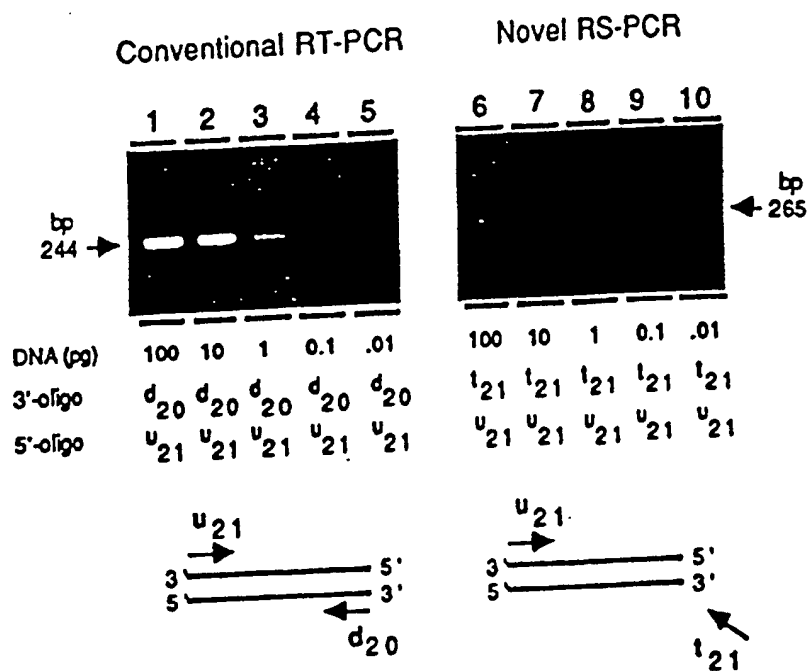 Conventional RT-PCR
Novel RS-PCR
1 2 3 4 5
6 7 8 9 10
bp
244
bp
265
DNA (pg) 100 10 1 0.1 .01
100 10 1 0.1 .01
3'-oligo d20 d20 d20 d20 d20
t21 t21 t21 t21 t21
5'-oligo u21 u21 u21 u21 u21
u21 u21 u21 u21 u21
u21
3 5'
5 3'
d20
u21
3 5'
5 3'
t21